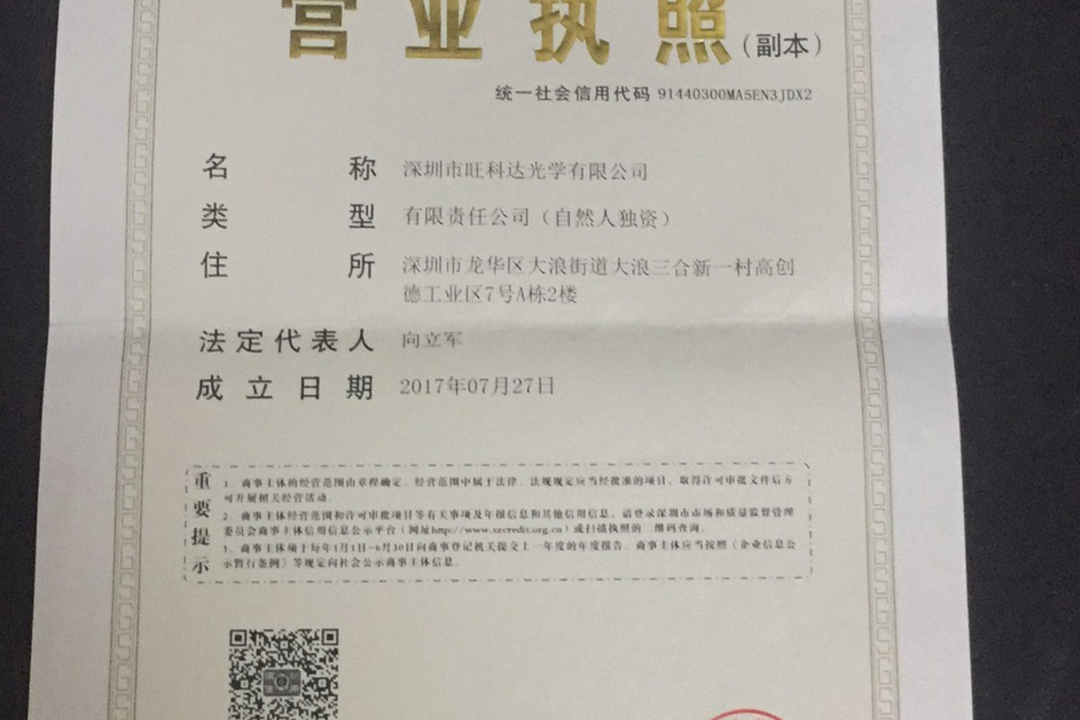 营业执照(副本)
统一社会信用代码 91440300MA5EN3JDX2
名称 深圳市旺科达光学有限公司
类型 有限责任公司（自然人独资）
住所 深圳市龙华区大浪街道大浪三合新一村高创
德工业区7号A栋2楼
法定代表人 向立军
成立日期 2017年07月27日
重要提示
1、商事主体的经营范围由章程确定。经营范围中属于法律、法规规定应当经批准的项目，取得许可审批文件后方
可开展相关经营活动。
2、商事主体经营范围和许可审批项目等有关事项及年报信息和其他信用信息，请登录深圳市市场和质量监督管理
委员会商事主体信用信息公示平台（网址http://www.szcredit.org.cn）或扫描执照的二维码查询。
3、商事主体须于每年1月1日-6月30日向商事登记机关提交上一年度的年度报告。商事主体应当按照《企业信息公
示暂行条例》等规定向社会公示商事主体信息。